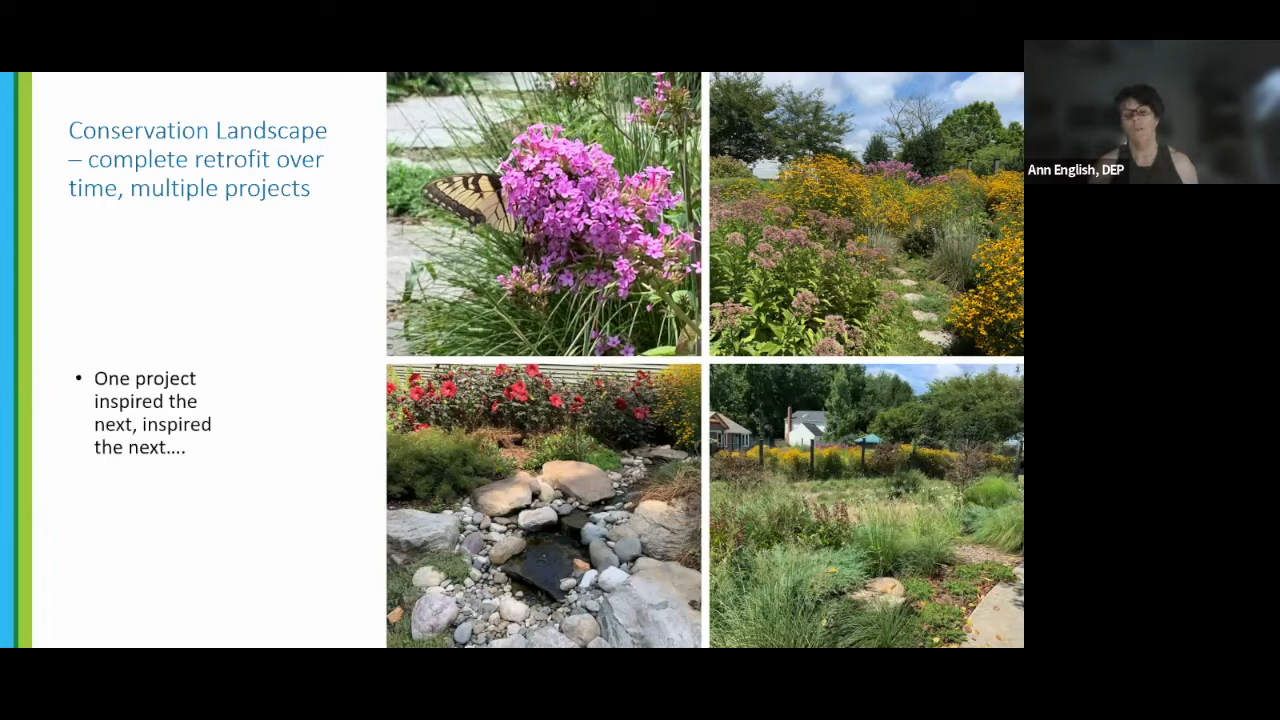 Conservation Landscape
– complete retrofit over
time, multiple projects
• One project
inspired the
next, inspired
the next….
Ann English, DEP